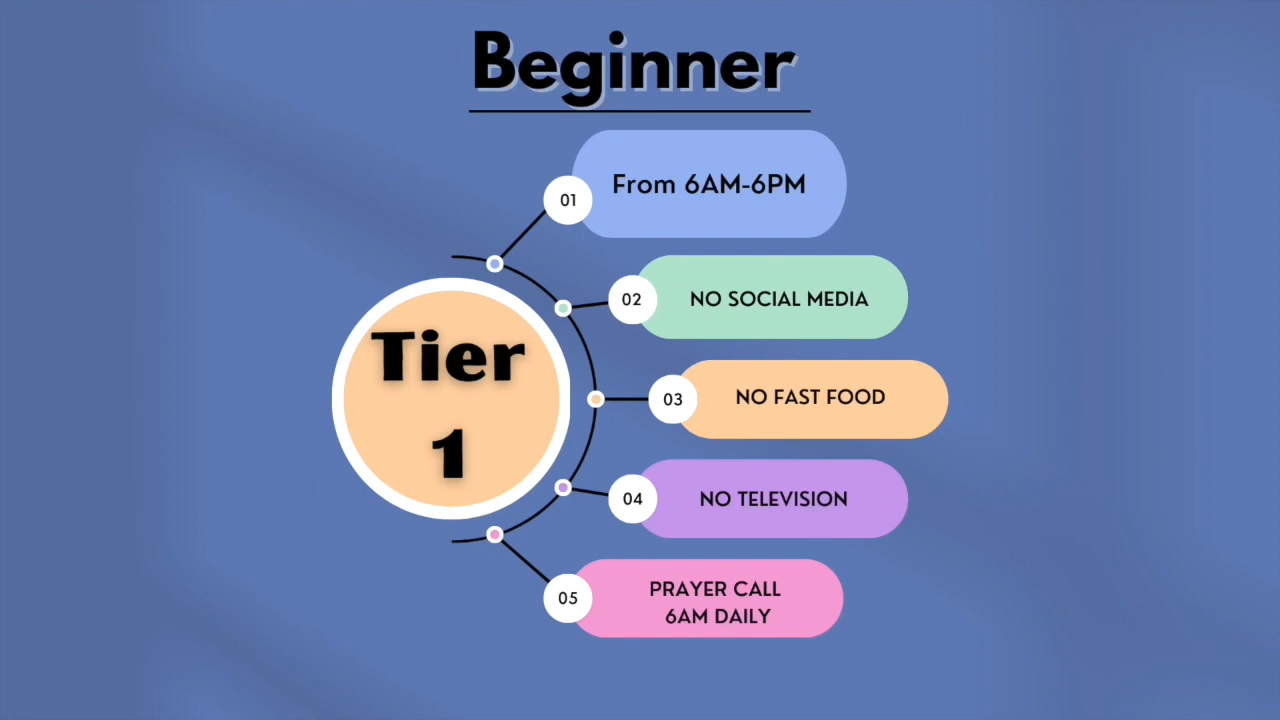 Beginner
Tier
1
01
From 6AM-6PM
02
NO SOCIAL MEDIA
03
NO FAST FOOD
04
NO TELEVISION
05
PRAYER CALL
6AM DAILY